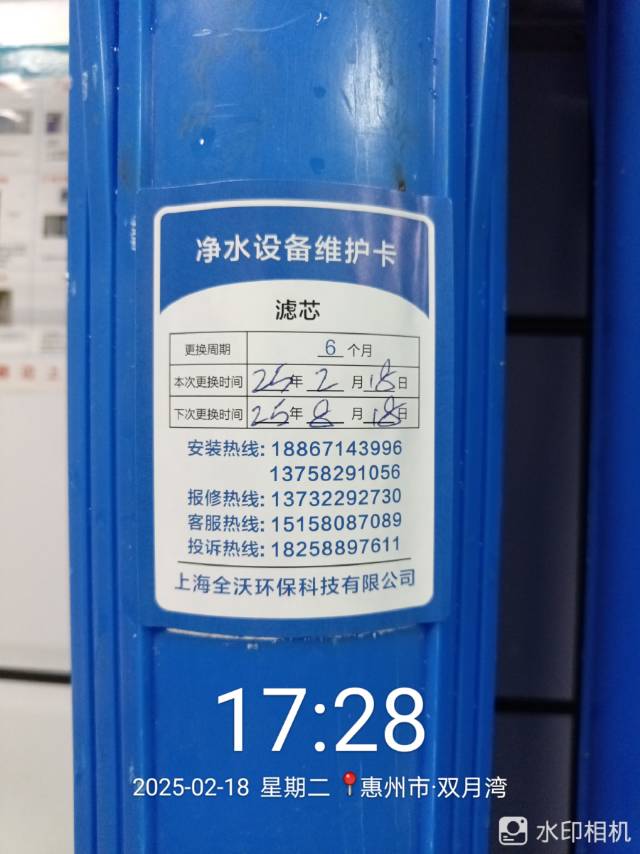 净水设备维护卡
滤芯
更换周期 6 个月
本次更换时间 25年 2 月 18日
下次更换时间 25年 8 月 18日
安装热线: 18867143996
13758291056
报修热线: 13732292730
客服热线: 15158087089
投诉热线: 18258897611
上海全沃环保科技有限公司
17:28
2025-02-18 星期二 惠州市·双月湾
水印相机